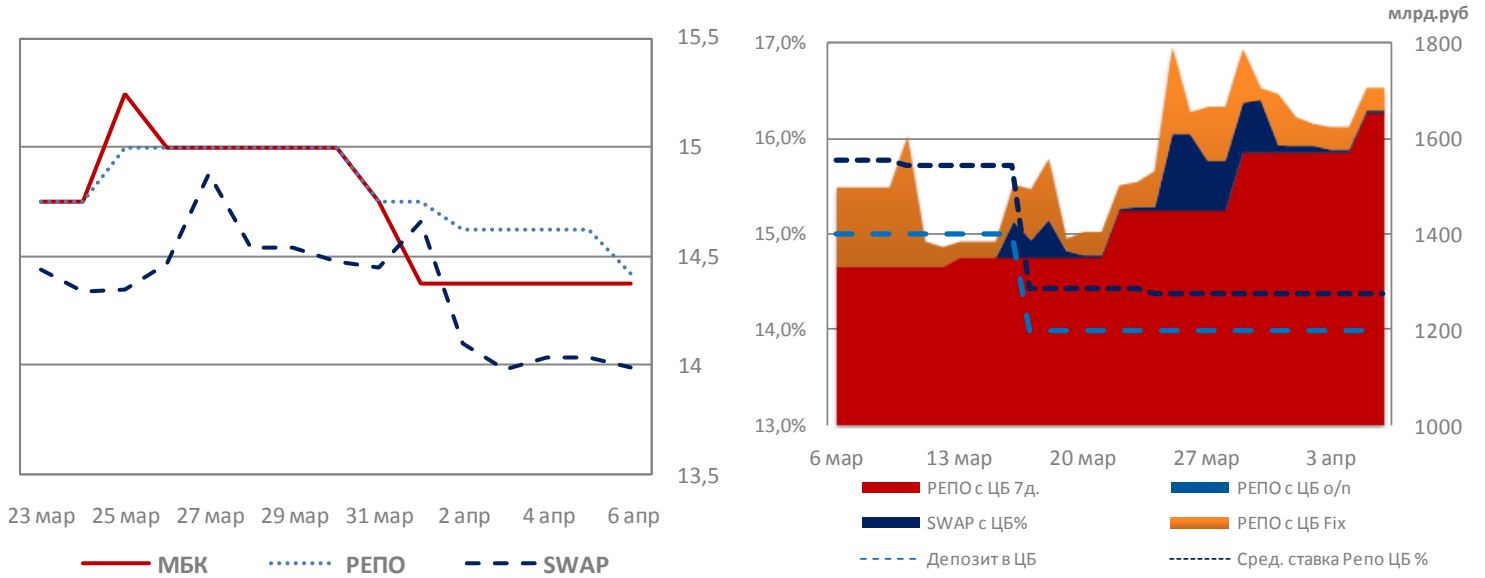 15,5
15
14,5
14
13,5
23 мар 25 мар 27 мар 29 мар 31 мар 2 апр 4 апр 6 апр
МБК РЕПО SWAP
млрд.руб
17,0% 1800
16,0% 1600
15,0% 1400
14,0% 1200
13,0% 1000
6 мар 13 мар 20 мар 27 мар 3 апр
РЕПО с ЦБ 7д. РЕПО с ЦБ o/n
SWAP с ЦБ% РЕПО с ЦБ Fix
Депозит в ЦБ Сред. ставка Репо ЦБ %